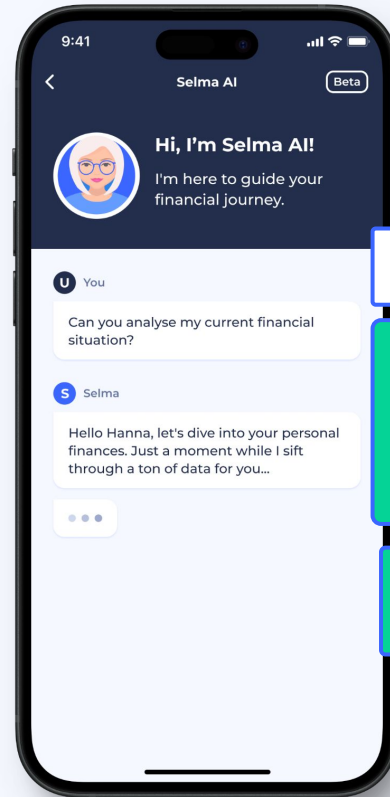 9:41
Selma AI
Beta
Hi, I'm Selma AI!
I'm here to guide your
financial journey.
U You
Can you analyse my current financial
situation?
S Selma
Hello Hanna, let's dive into your personal
finances. Just a moment while I sift
through a ton of data for you...